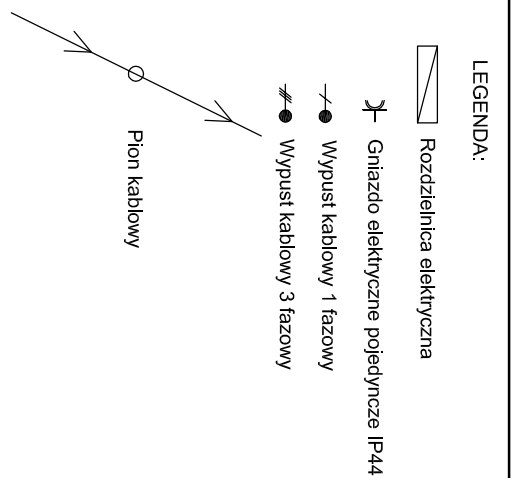 LEGENDA:
Rozdzielnica elektryczna
Gniazdo elektryczne pojedyncze IP44
Wypust kablowy 1 fazowy
Wypust kablowy 3 fazowy
Pion kablowy